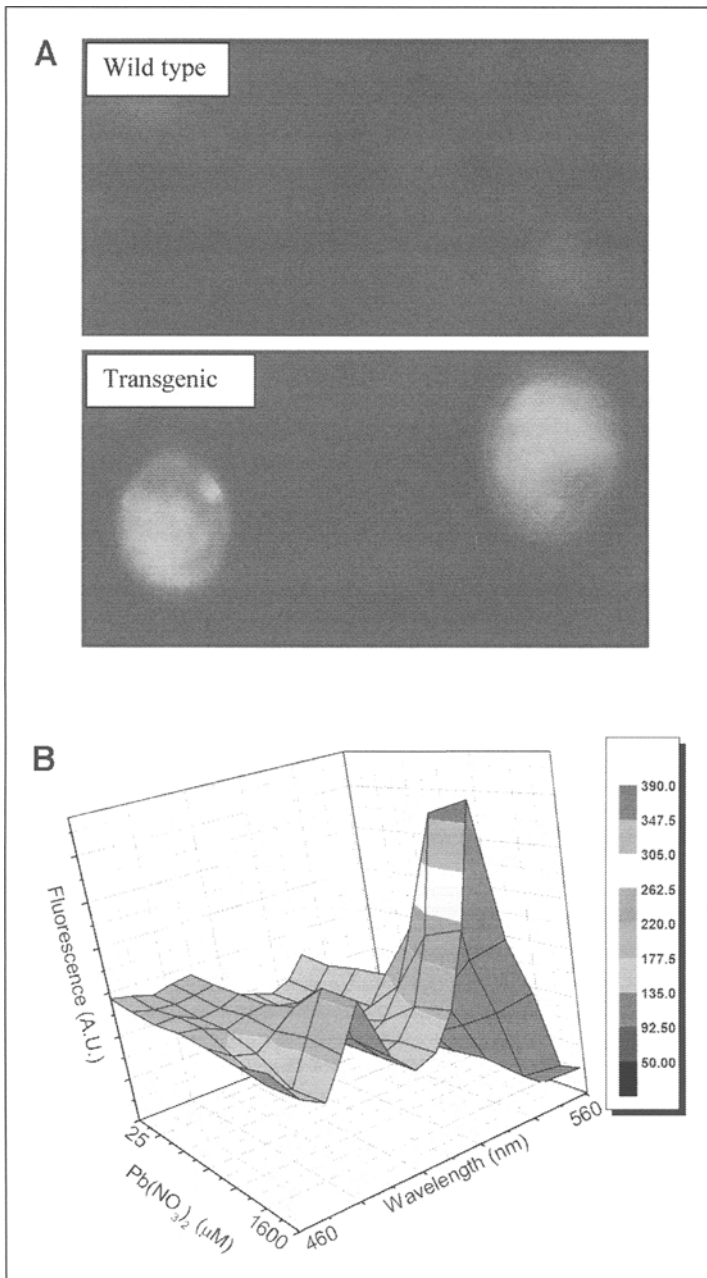 A
Wild type
Transgenic
B
390.0
347.5
305.0
262.5
220.0
177.5
135.0
92.50
50.00
Fluorescence (A.U.)
25
Pb(NO3)2 (μM)
1600
460
Wavelength (nm)
560